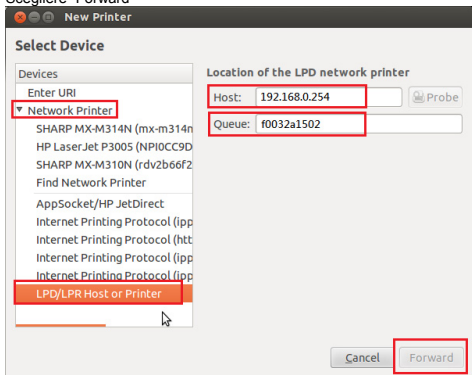 Scegliere "Forward"
New Printer
Select Device
Devices
Enter URI
Network Printer
SHARP MX-M314N (mx-m314n
HP LaserJet P3005 (NPI0CC9D
SHARP MX-M310N (rdv2b66f2
Find Network Printer
AppSocket/HP JetDirect
Internet Printing Protocol (ipp
Internet Printing Protocol (htt
Internet Printing Protocol (ipp
Internet Printing Protocol (ipp
LPD/LPR Host or Printer
Location of the LPD network printer
Host: 192.168.0.254 Probe
Queue: f0032a1502
Cancel Forward